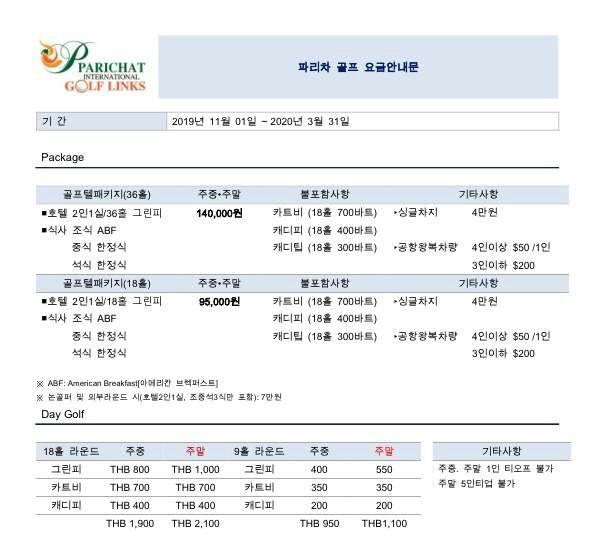 PARICHAT
INTERNATIONAL
GOLF LINKS
파리차 골프 요금안내문
기 간 2019년 11월 01일 ~ 2020년 3월 31일
Package
골프텔패키지(36홀) 주중•주말 불포함사항 기타사항
■호텔 2인1실/36홀 그린피 140,000원 카트비 (18홀 700바트) ▸싱글차지 4만원
■식사 조식 ABF 캐디피 (18홀 400바트)
중식 한정식 캐디팁 (18홀 300바트) ▸공항왕복차량 4인이상 $50 /1인
석식 한정식 3인이하 $200
골프텔패키지(18홀) 주중•주말 불포함사항 기타사항
■호텔 2인1실/18홀 그린피 95,000원 카트비 (18홀 700바트) ▸싱글차지 4만원
■식사 조식 ABF 캐디피 (18홀 400바트)
중식 한정식 캐디팁 (18홀 300바트) ▸공항왕복차량 4인이상 $50 /1인
석식 한정식 3인이하 $200
※ ABF: American Breakfast[아메리칸 브렉퍼스트]
※ 논골퍼 및 외부라운드 시(호텔2인1실, 조중석3식만 포함): 7만원
Day Golf
18홀 라운드 주중 주말 9홀 라운드 주중 주말 기타사항
그린피 THB 800 THB 1,000 그린피 400 550 주중. 주말 1인 티오프 불가
카트비 THB 700 THB 700 카트비 350 350 주말 5인티업 불가
캐디피 THB 400 THB 400 캐디피 200 200
THB 1,900 THB 2,100 THB 950 THB1,100